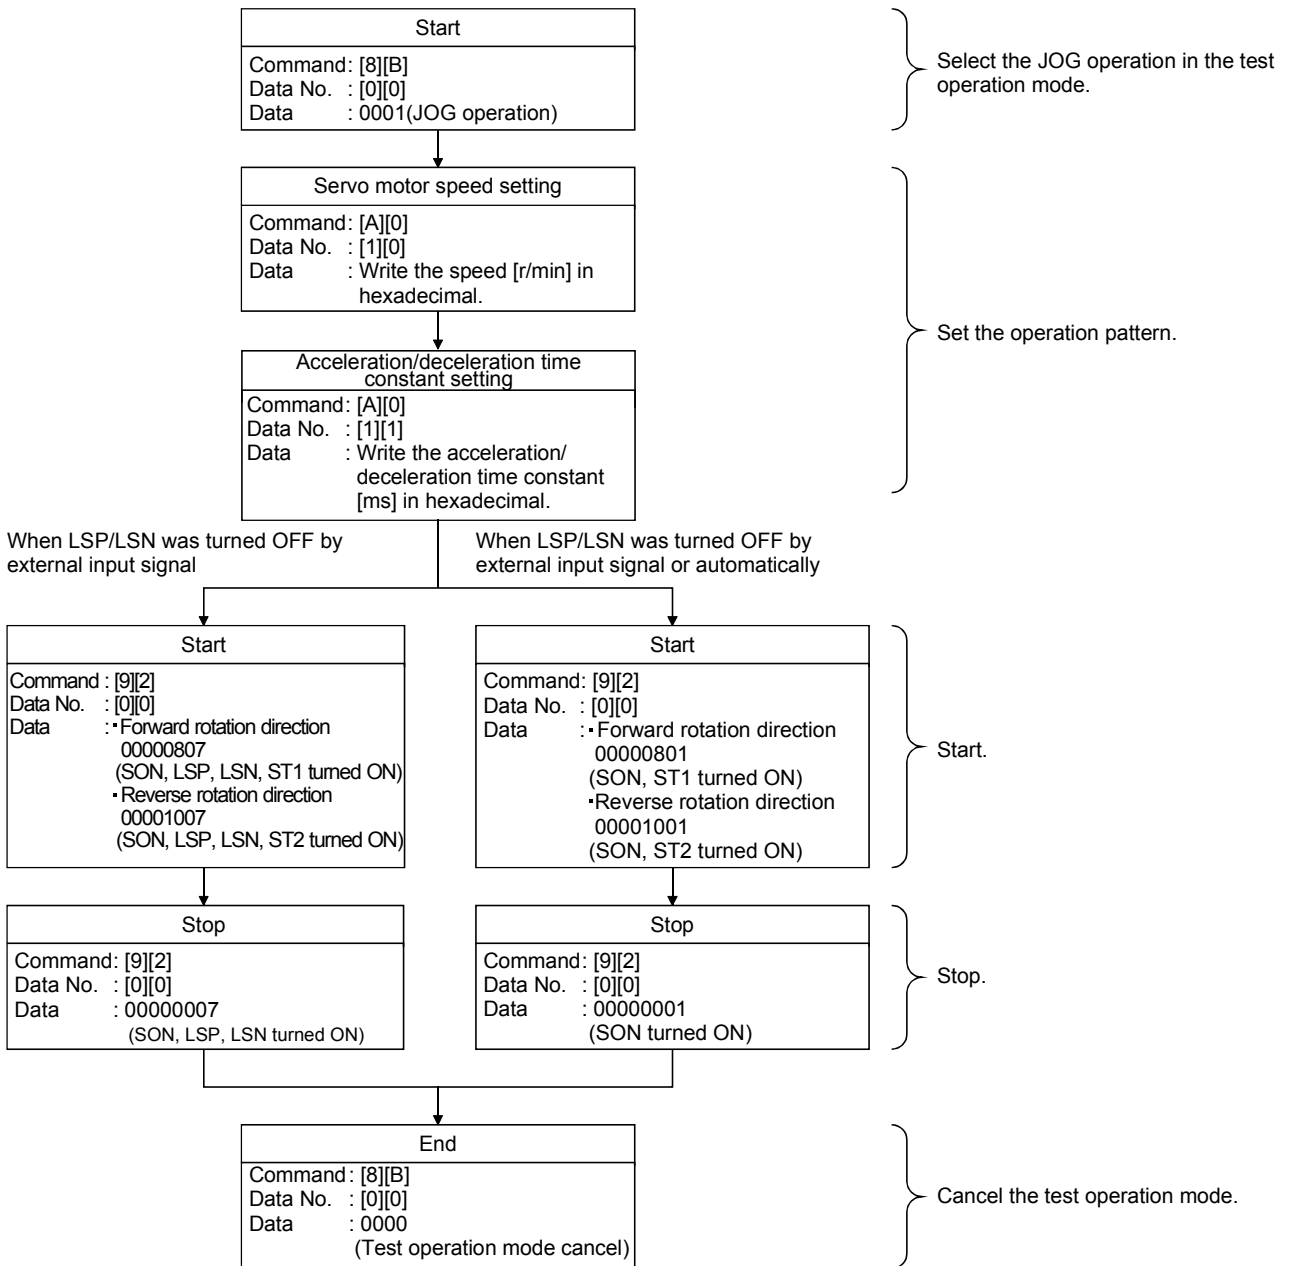 Start
Command : [8][B]
Data No. : [0][0]
Data : 0001(JOG operation)
Select the JOG operation in the test
operation mode.
Servo motor speed setting
Command : [A][0]
Data No. : [1][0]
Data : Write the speed [r/min] in
hexadecimal.
Acceleration/deceleration time
constant setting
Command : [A][0]
Data No. : [1][1]
Data : Write the acceleration/
deceleration time constant
[ms] in hexadecimal.
Set the operation pattern.
When LSP/LSN was turned OFF by
external input signal
When LSP/LSN was turned OFF by
external input signal or automatically
Start
Command : [9][2]
Data No. : [0][0]
Data : ・Forward rotation direction
00000807
(SON, LSP, LSN, ST1 turned ON)
・Reverse rotation direction
00001007
(SON, LSP, LSN, ST2 turned ON)
Start
Command : [9][2]
Data No. : [0][0]
Data : ・Forward rotation direction
00000801
(SON, ST1 turned ON)
・Reverse rotation direction
00001001
(SON, ST2 turned ON)
Start.
Stop
Command : [9][2]
Data No. : [0][0]
Data : 00000007
(SON, LSP, LSN turned ON)
Stop
Command : [9][2]
Data No. : [0][0]
Data : 00000001
(SON turned ON)
Stop.
End
Command : [8][B]
Data No. : [0][0]
Data : 0000
(Test operation mode cancel)
Cancel the test operation mode.